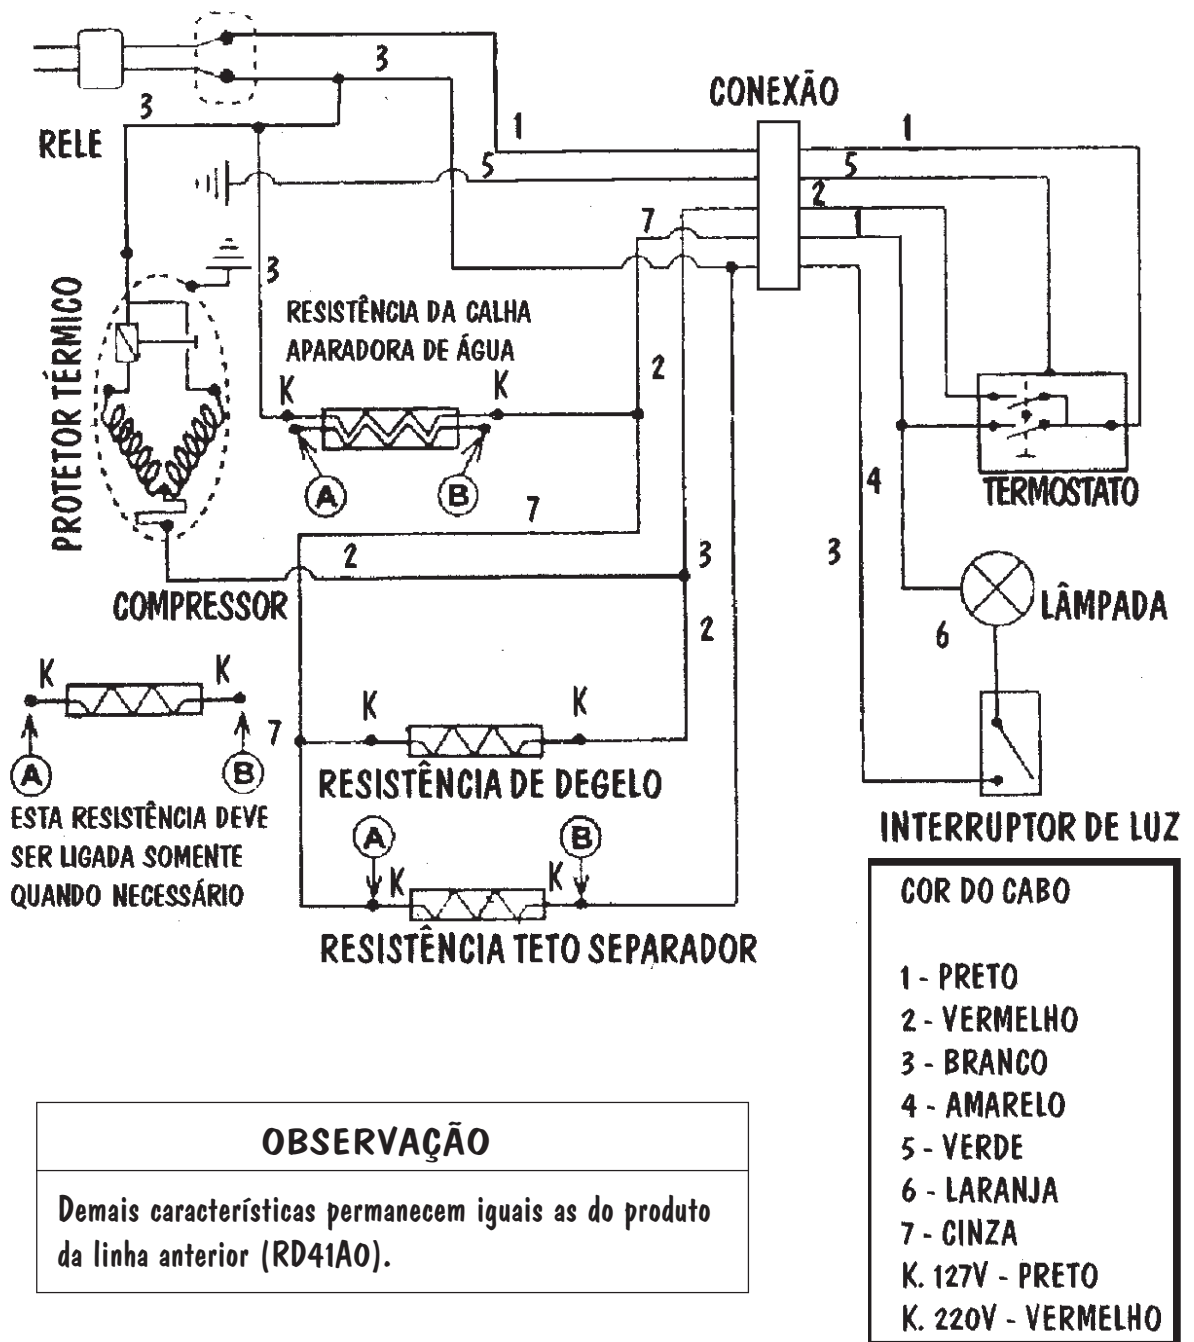 3
CONEXÃO
3
RELE
1
1
5
5
2
7
1
3
PROTETOR TÉRMICO
RESISTÊNCIA DA CALHA
APARADORA DE ÁGUA
2
K
K
A
B
4
TERMOSTATO
7
2
3
3
COMPRESSOR
LÂMPADA
2
6
K
K
K
K
7
A
B
RESISTÊNCIA DE DEGELO
ESTA RESISTÊNCIA DEVE
SER LIGADA SOMENTE
QUANDO NECESSÁRIO
A
B
INTERRUPTOR DE LUZ
K
K
RESISTÊNCIA TETO SEPARADOR
COR DO CABO
1 - PRETO
2 - VERMELHO
3 - BRANCO
4 - AMARELO
5 - VERDE
6 - LARANJA
7 - CINZA
K. 127V - PRETO
K. 220V - VERMELHO
OBSERVAÇÃO
Demais características permanecem iguais as do produto
da linha anterior (RD41A0).